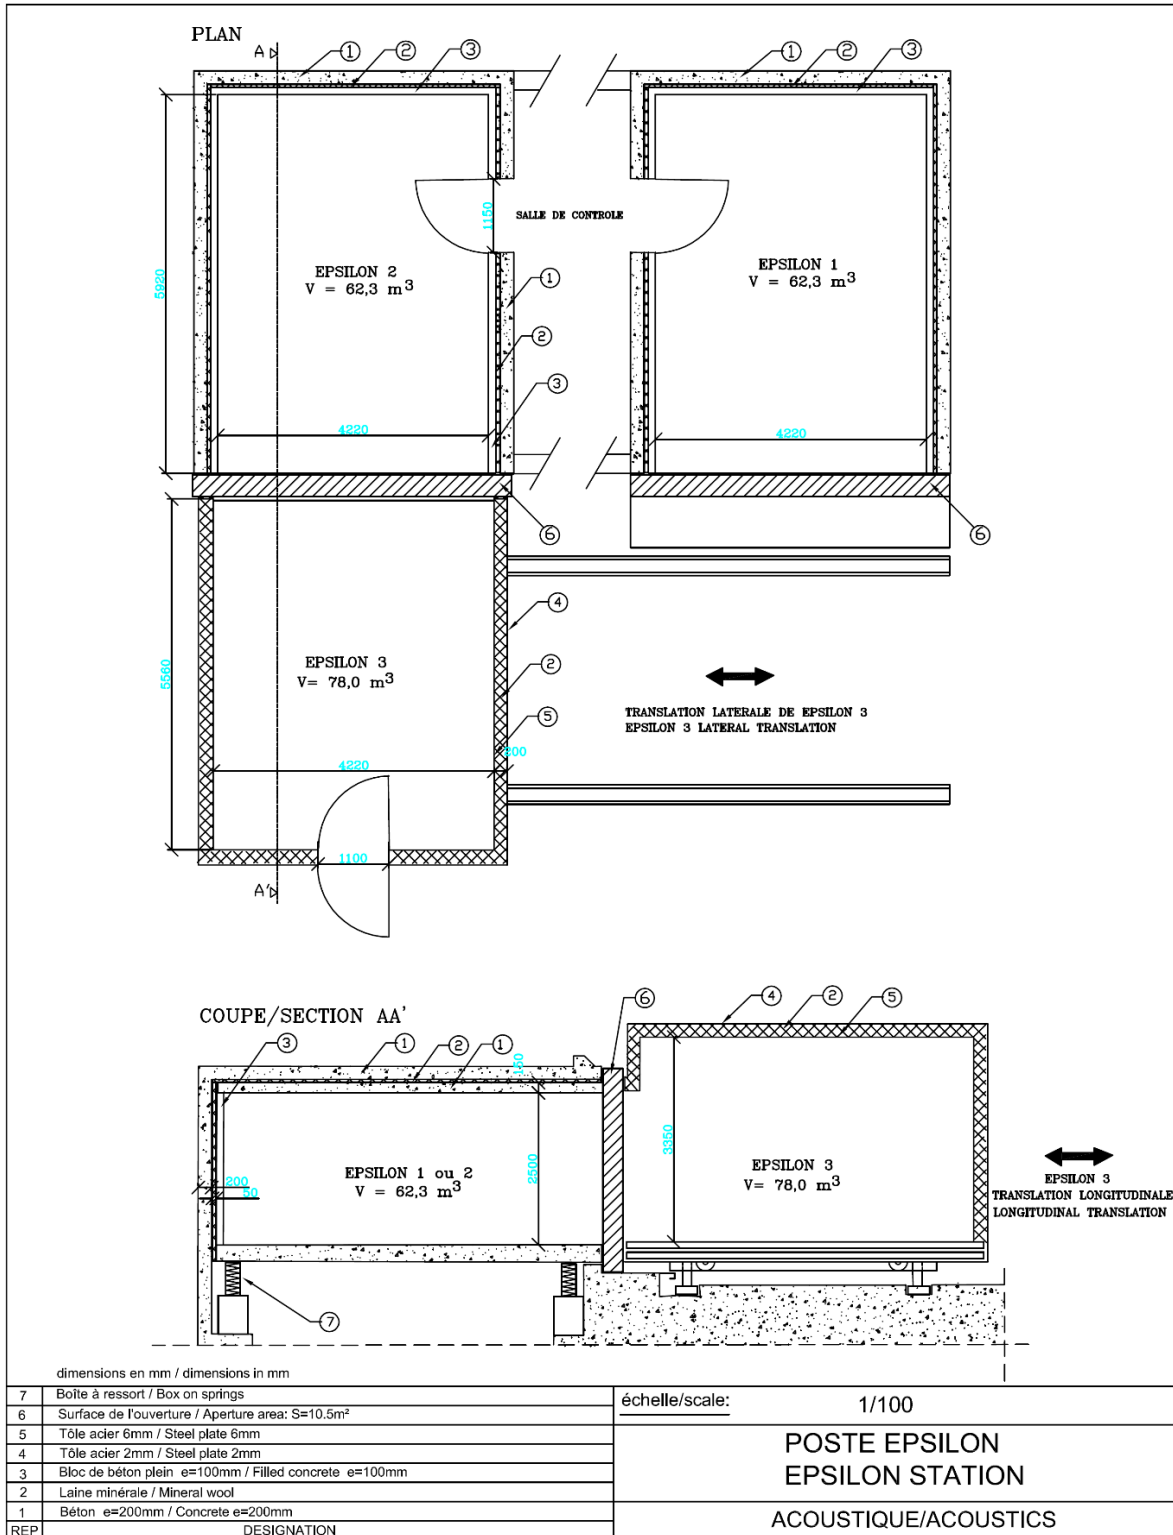 PLAN
A
1
2
3
1
2
3
5920
1150
SALLE DE CONTROLE
EPSILON 2
V = 62,3 m³
EPSILON 1
V = 62,3 m³
1
2
3
4220
4220
6
6
4
5560
EPSILON 3
V= 78,0 m³
2
5
200
TRANSLATION LATERALE DE EPSILON 3
EPSILON 3 LATERAL TRANSLATION
4220
1100
A'
COUPE/SECTION AA'
6
4
2
5
3
1
2
1
150
2500
3350
EPSILON 1 ou 2
V = 62,3 m³
200
50
EPSILON 3
V= 78,0 m³
EPSILON 3
TRANSLATION LONGITUDINALE
LONGITUDINAL TRANSLATION
7
dimensions en mm / dimensions in mm
7 Boîte à ressort / Box on springs
6 Surface de l'ouverture / Aperture area: S=10.5m²
5 Tôle acier 6mm / Steel plate 6mm
4 Tôle acier 2mm / Steel plate 2mm
3 Bloc de béton plein e=100mm / Filled concrete e=100mm
2 Laine minérale / Mineral wool
1 Béton e=200mm / Concrete e=200mm
REP DESIGNATION
échelle/scale: 1/100
POSTE EPSILON
EPSILON STATION
ACOUSTIQUE/ACOUSTICS